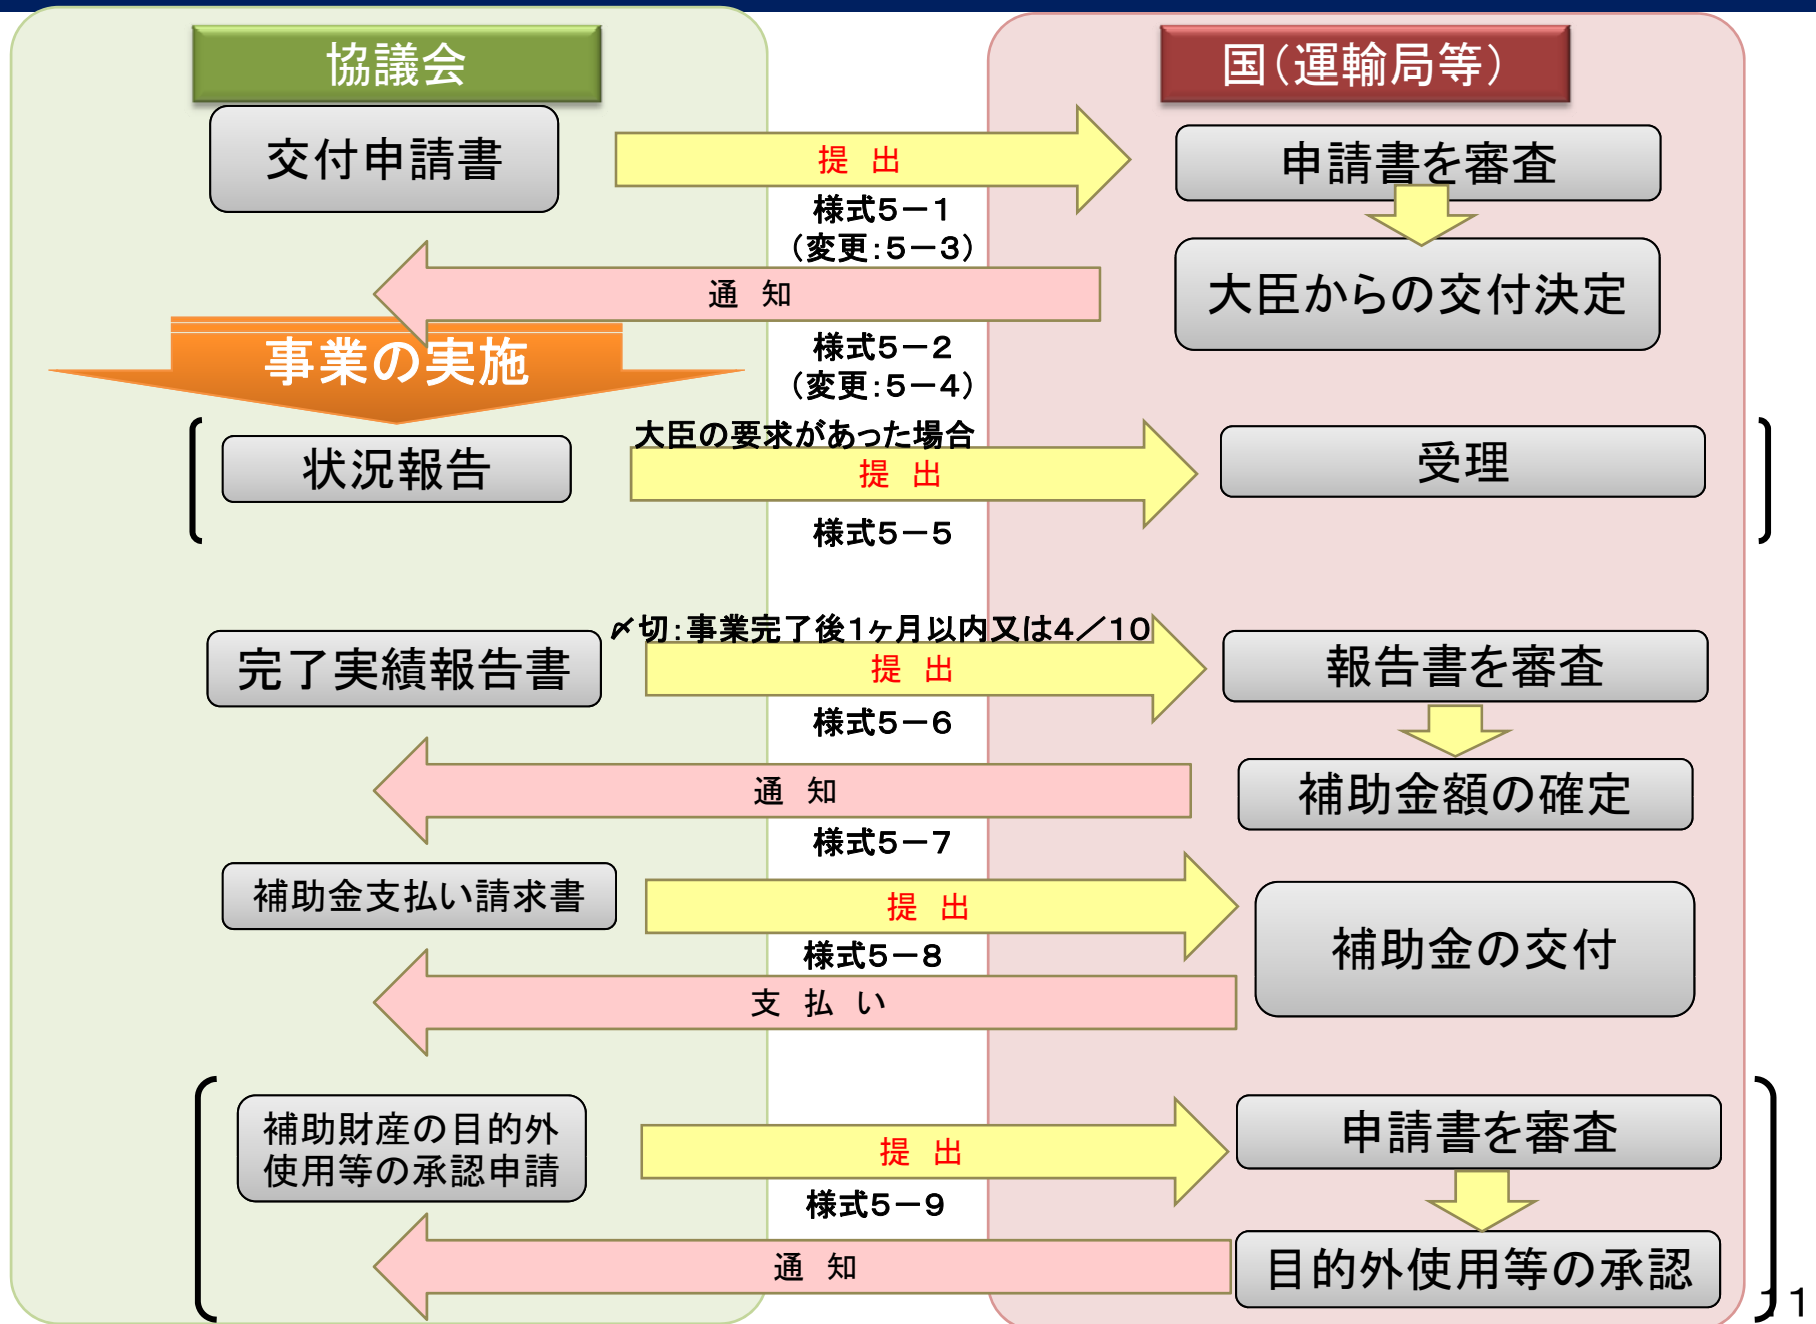 協議会
国(運輸局等)
交付申請書
提 出
申請書を審査
様式5-1
(変更:5-3)
通 知
大臣からの交付決定
事業の実施
様式5-2
(変更:5-4)
大臣の要求があった場合
状況報告
提 出
受理
様式5-5
〆切:事業完了後1ヶ月以内又は4/10
完了実績報告書
提 出
報告書を審査
様式5-6
通 知
補助金額の確定
様式5-7
補助金支払い請求書
提 出
補助金の交付
様式5-8
支 払 い
補助財産の目的外
使用等の承認申請
提 出
申請書を審査
様式5-9
通 知
目的外使用等の承認
11